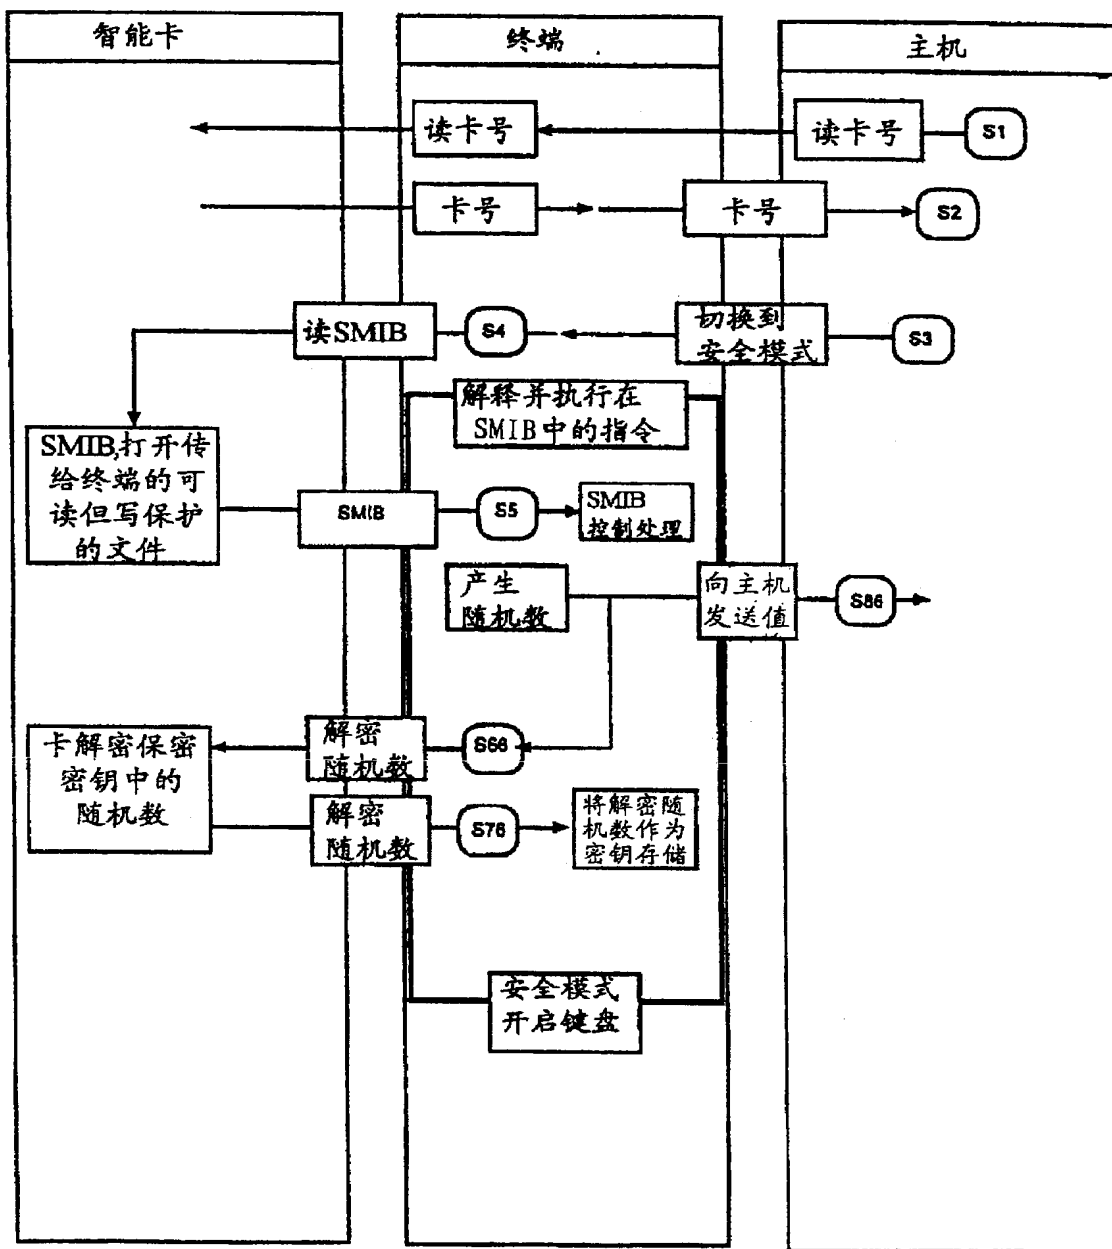 智能卡
终端
主机
读卡号
读卡号
S1
卡号
卡号
S2
读SMIB
S4
切换到
安全模式
S3
解释并执行在
SMIB中的指令
SMIB,打开传
给终端的可
读但写保护
的文件
SMIB
S5
SMIB
控制处理
产生
随机数
向主机
发送值
S86
卡解密保密
密钥中的
随机数
解密
随机数
S66
解密
随机数
S76
将解密随
机数作为
密钥存储
安全模式
开启键盘